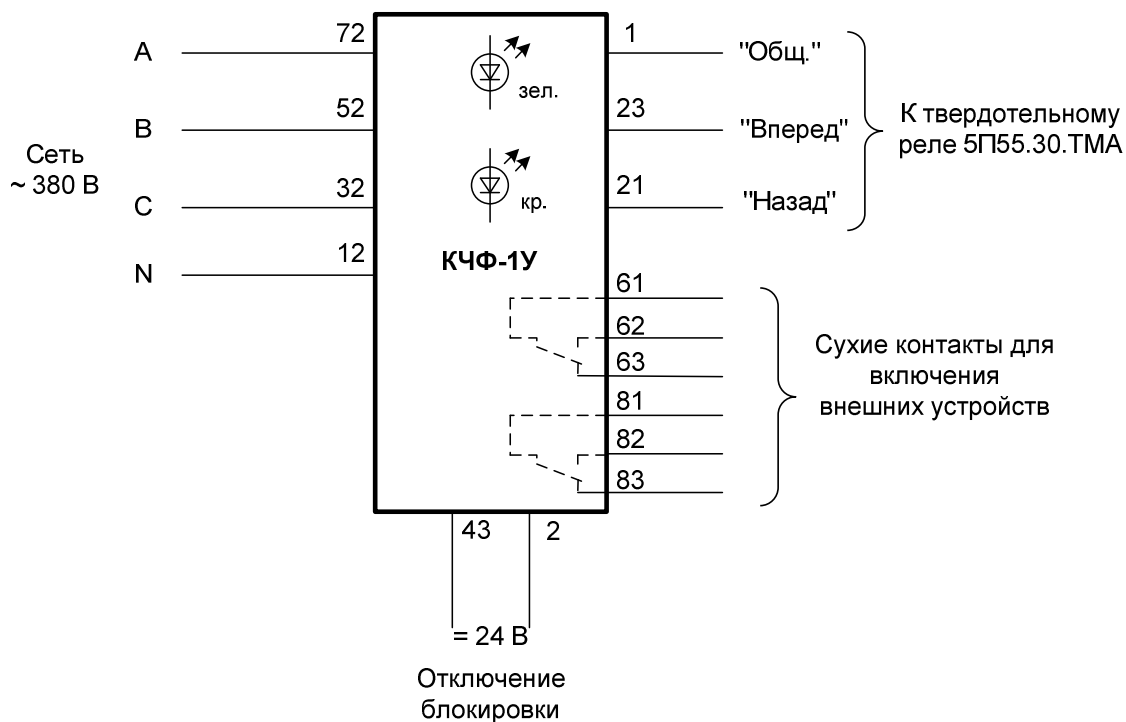 A
72
B
52
Сеть
~ 380 В
C
32
N
12
зел.
кр.
КЧФ-1У
1
"Общ."
23
"Вперед"
21
"Назад"
К твердотельному
реле 5П55.30.ТМА
61
62
63
81
82
83
Сухие контакты для
включения
внешних устройств
43
2
= 24 В
Отключение
блокировки